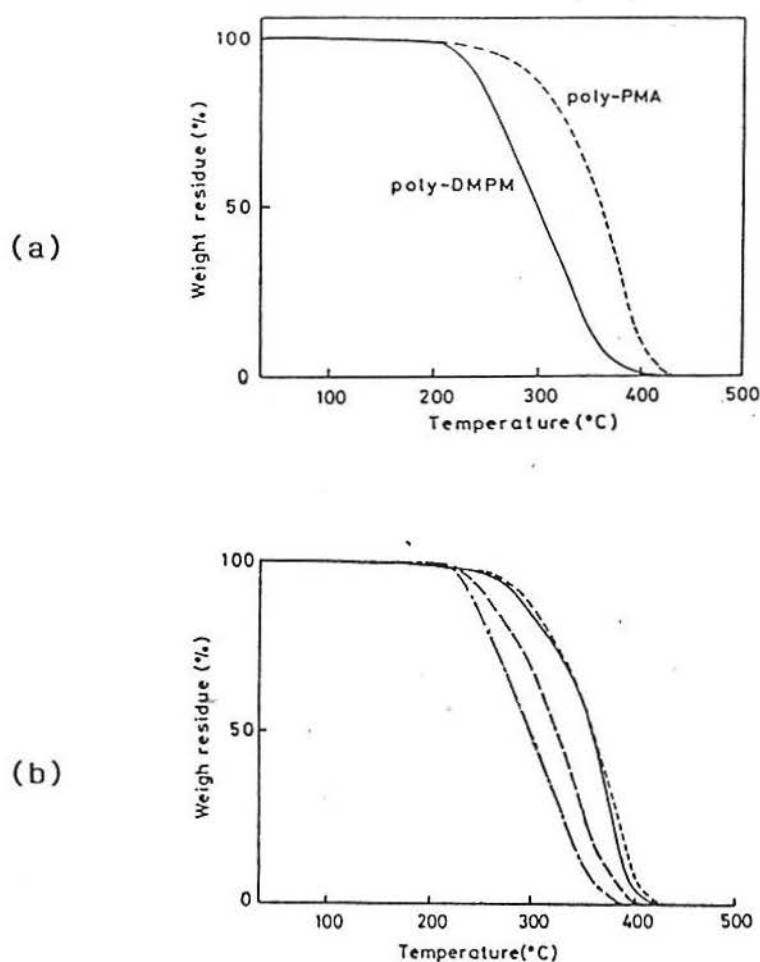 (a)
Weight residue (%)
100
50
0
poly-PMA
poly-DMPM
100 200 300 400 500
Temperature (°C)
(b)
Weigh residue (%)
100
50
0
100 200 300 400 500
Temperature(°C)